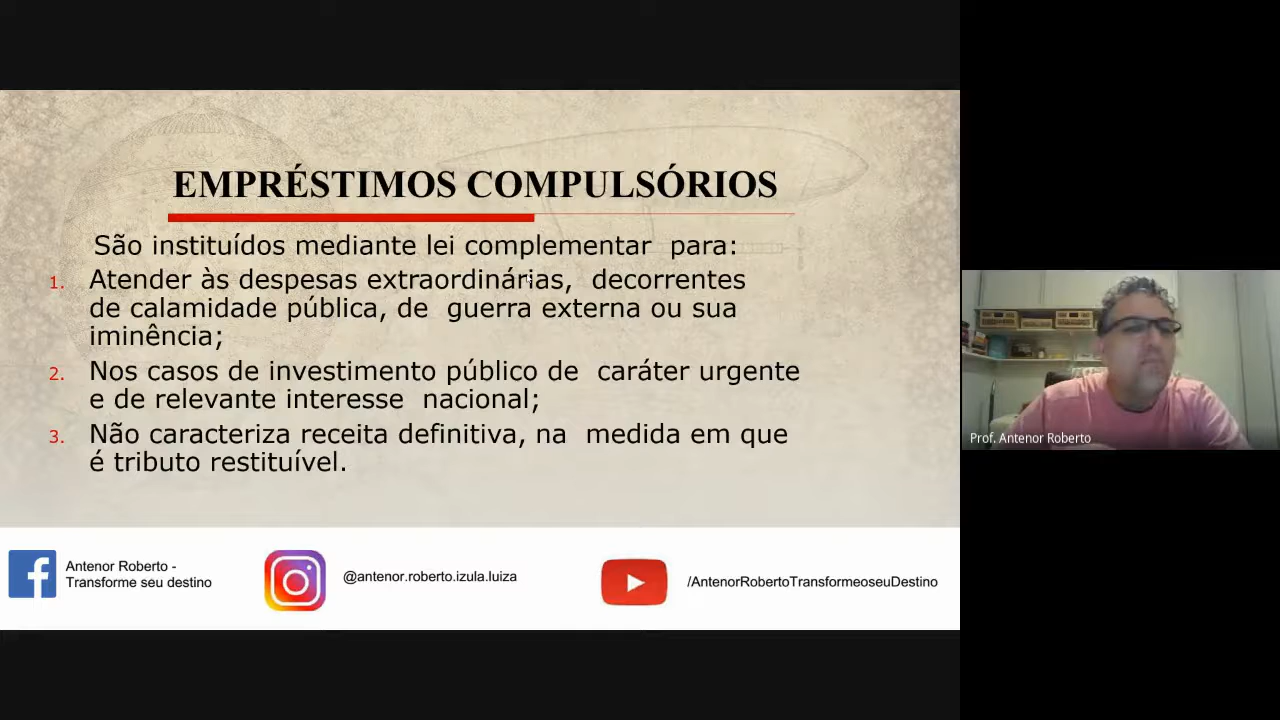 EMPRÉSTIMOS COMPULSÓRIOS
São instituídos mediante lei complementar para:
1. Atender às despesas extraordinárias, decorrentes
de calamidade pública, de guerra externa ou sua
iminência;
2. Nos casos de investimento público de caráter urgente
e de relevante interesse nacional;
3. Não caracteriza receita definitiva, na medida em que
é tributo restituível.
Prof. Antenor Roberto
Antenor Roberto -
Transforme seu destino
@antenor.roberto.izula.luiza
/AntenorRobertoTransformeoseuDestino